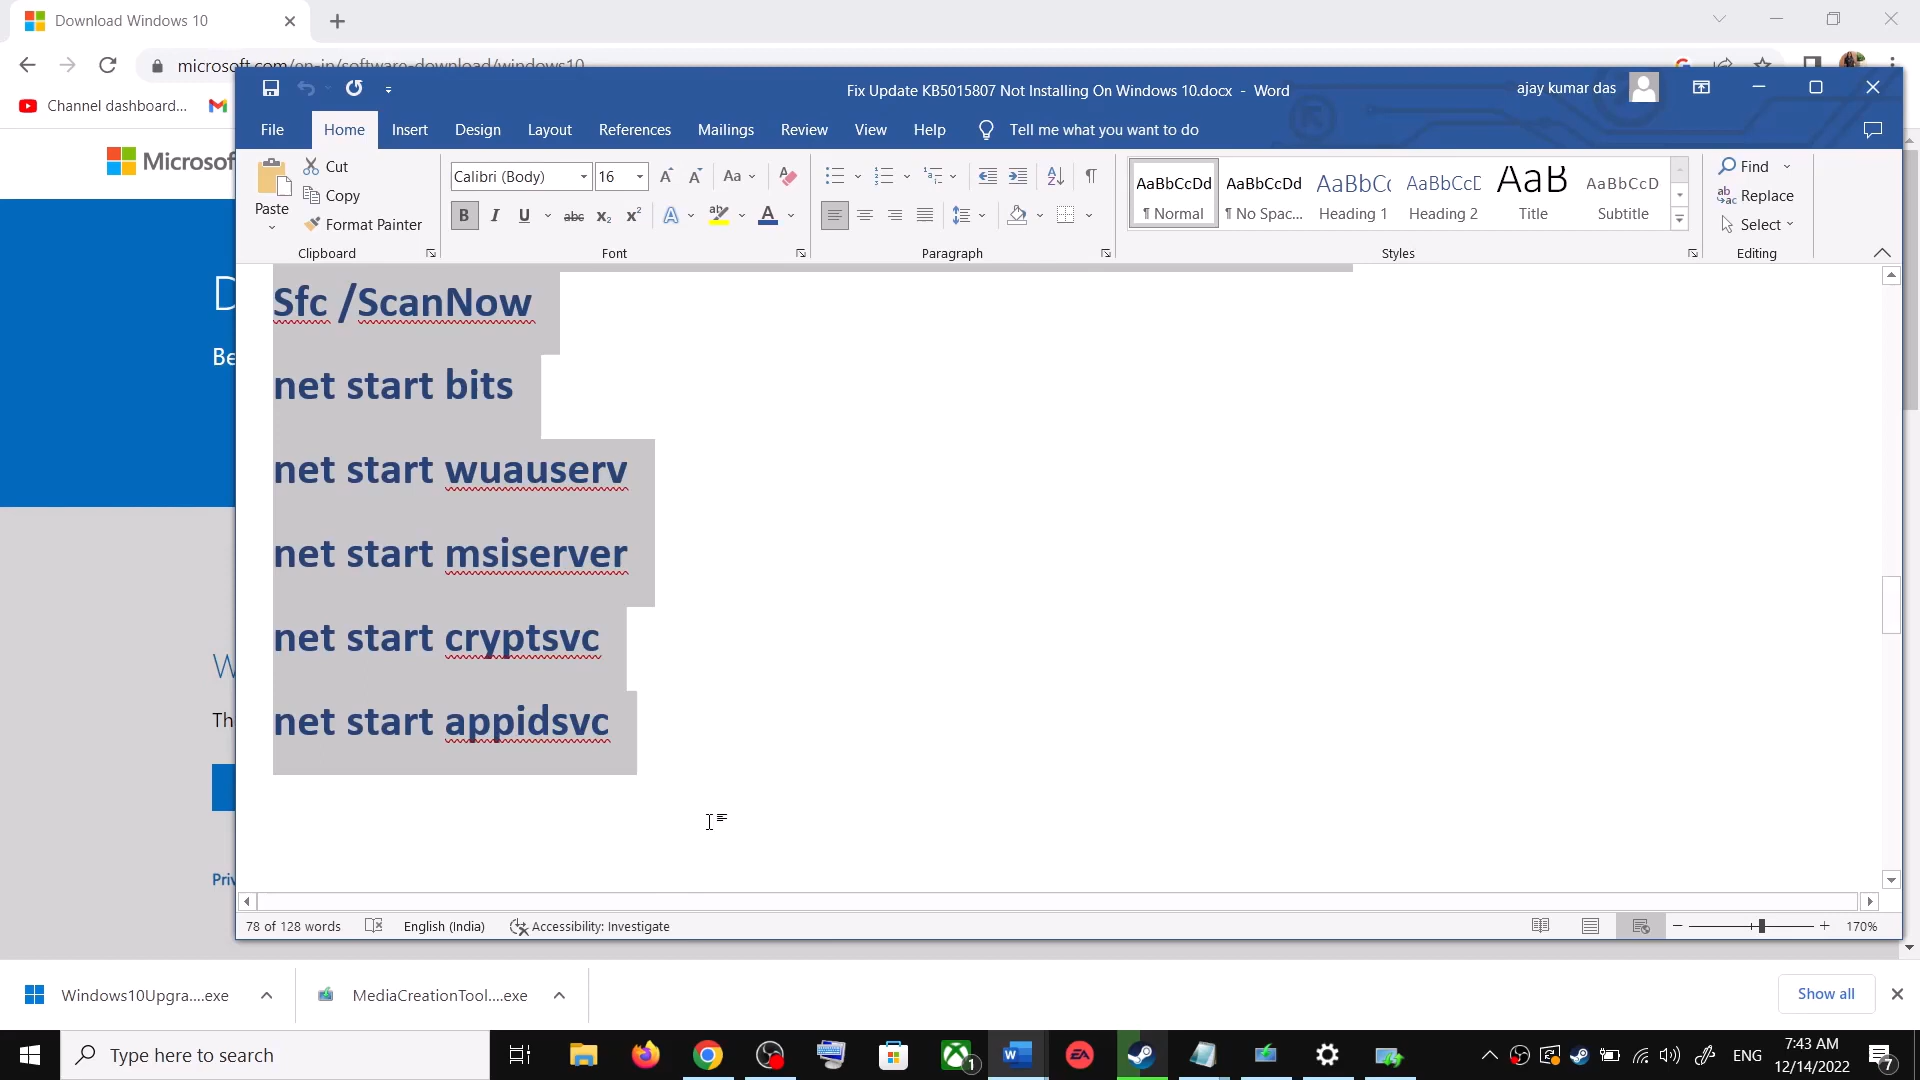 Download Windows 10
microsoft.com/en-in/software-download/windows10
Channel dashboard...
Fix Update KB5015807 Not Installing On Windows 10.docx - Word
ajay kumar das
File Home Insert Design Layout References Mailings Review View Help Tell me what you want to do
Paste
Cut
Copy
Format Painter
Clipboard
Calibri (Body) 16
Font
Paragraph
AaBbCcDd AaBbCcDd AaBbCc AaBbCcD AaB AaBbCcD
¶ Normal ¶ No Spac... Heading 1 Heading 2 Title Subtitle
Styles
Find
Replace
Select
Editing
Microsof
D
Be
W
Th
Priv
Sfc /ScanNow
net start bits
net start wuauserv
net start msiserver
net start cryptsvc
net start appidsvc
78 of 128 words English (India) Accessibility: Investigate 170%
Windows10Upgra....exe
MediaCreationTool....exe
Show all
Type here to search
1
ENG
7:43 AM
12/14/2022
7